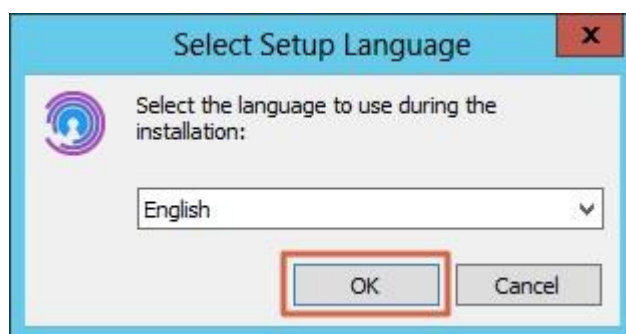 Select Setup Language
x
Select the language to use during the
installation:
English
OK
Cancel